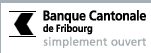 Banque Cantonale
de Fribourg
simplement ouvert